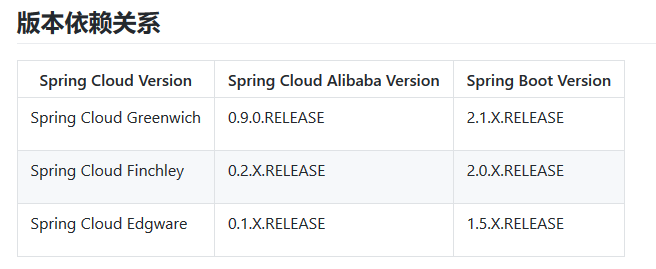 版本依赖关系
Spring Cloud Version Spring Cloud Alibaba Version Spring Boot Version
Spring Cloud Greenwich 0.9.0.RELEASE 2.1.X.RELEASE
Spring Cloud Finchley 0.2.X.RELEASE 2.0.X.RELEASE
Spring Cloud Edgware 0.1.X.RELEASE 1.5.X.RELEASE